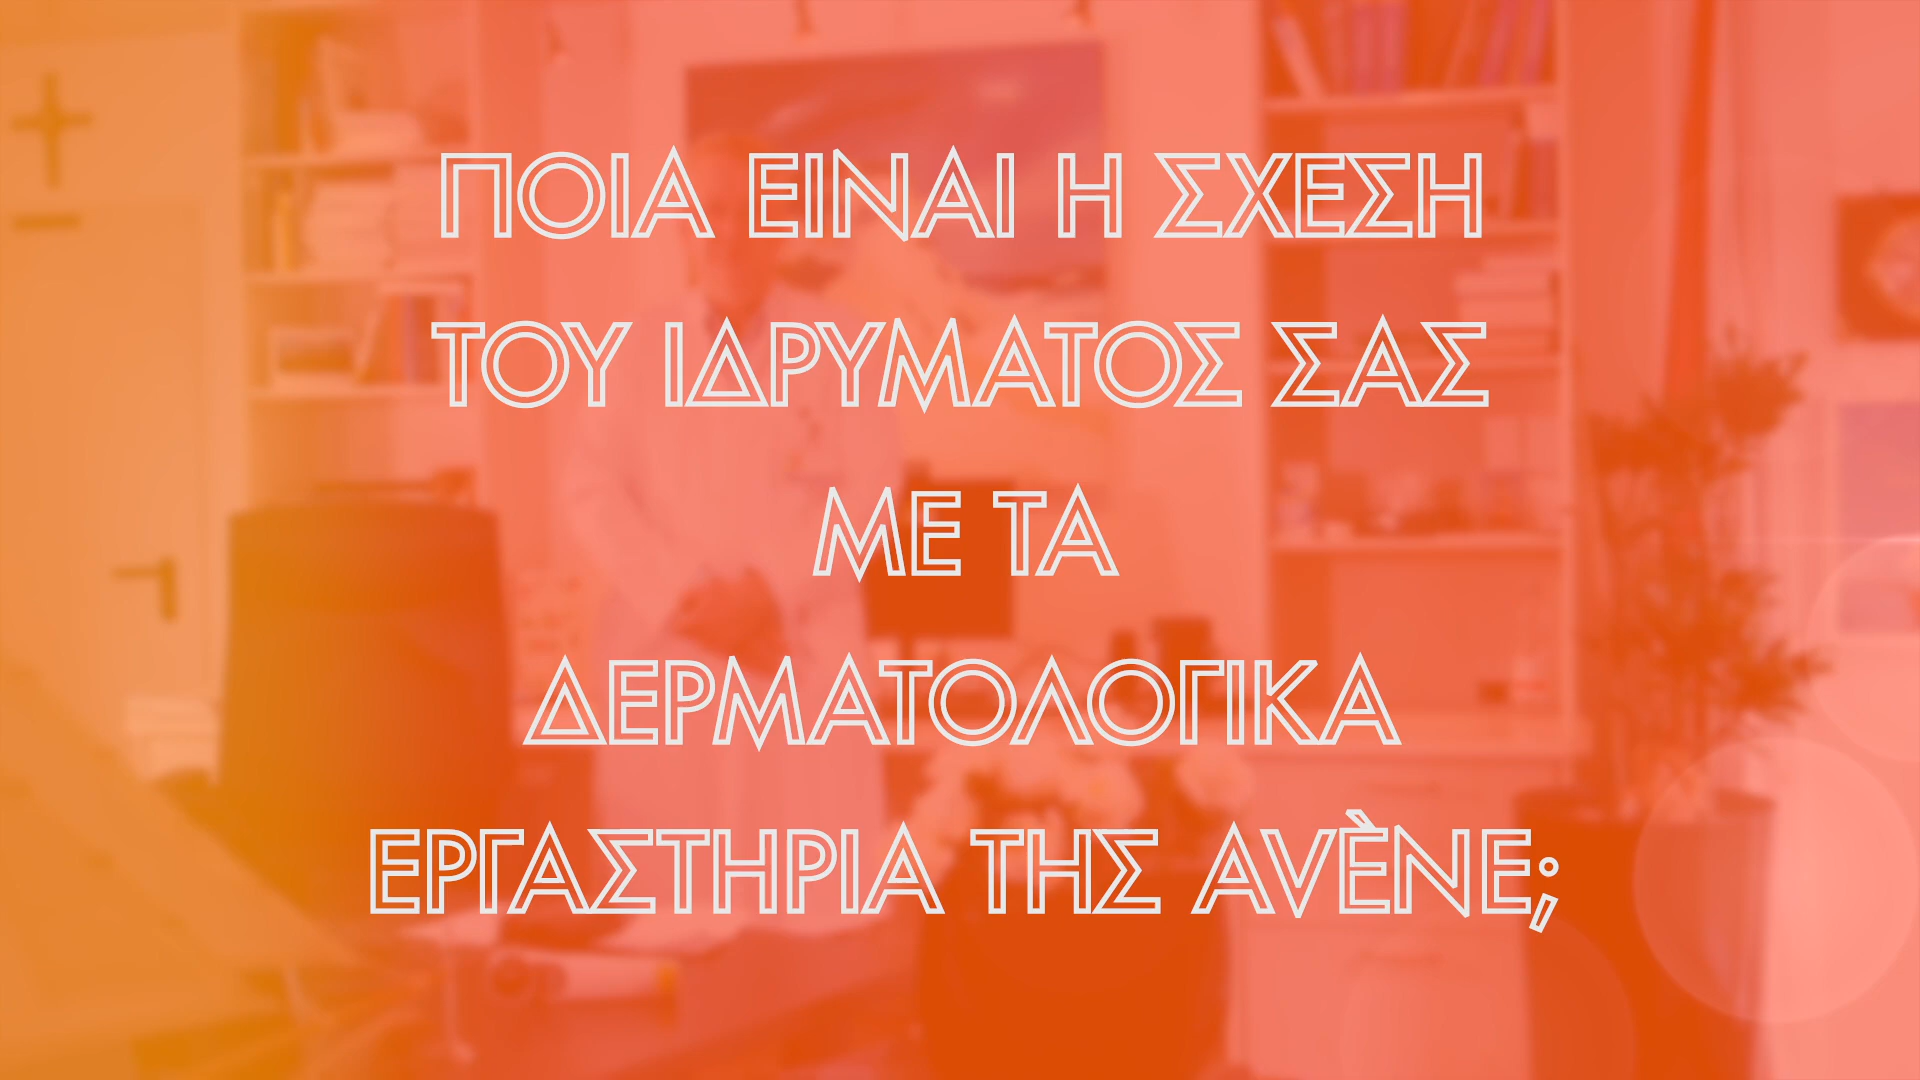 ΠΟΙΑ ΕΙΝΑΙ Η ΣΧΕΣΗ
ΤΟΥ ΙΔΡΥΜΑΤΟΣ ΣΑΣ
ΜΕ ΤΑ
ΔΕΡΜΑΤΟΛΟΓΙΚΑ
ΕΡΓΑΣΤΗΡΙΑ ΤΗΣ AVÈNE;